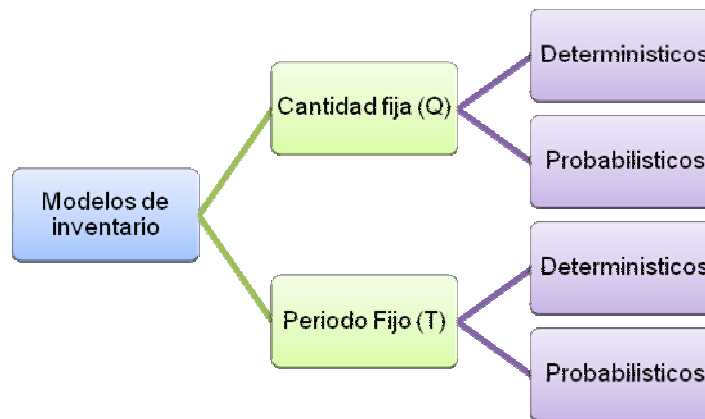 Modelos de
inventario
Cantidad fija (Q)
Deterministicos
Probabilisticos
Periodo Fijo (T)
Deterministicos
Probabilisticos